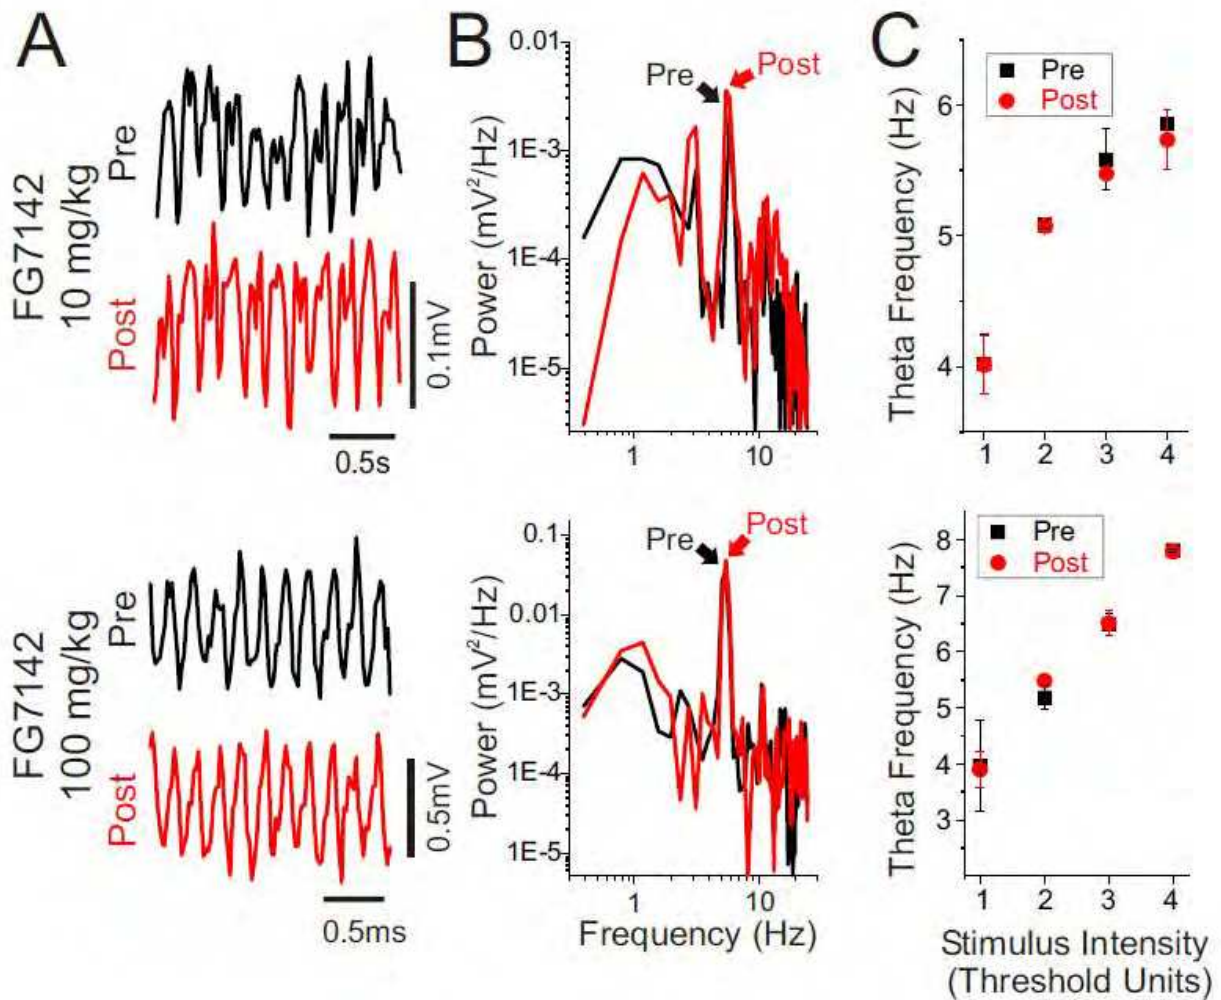 A
B
C
FG7142
10 mg/kg
Pre
Post
0.1mV
0.5s
Power (mV²/Hz)
0.01
1E-3
1E-4
1E-5
Pre
Post
1
10
Theta Frequency (Hz)
6
5
4
Pre
Post
1
2
3
4
FG7142
100 mg/kg
Pre
Post
0.5mV
0.5ms
Power (mV²/Hz)
0.1
0.01
1E-3
1E-4
1E-5
Pre
Post
1
10
Frequency (Hz)
Theta Frequency (Hz)
8
7
6
5
4
3
Pre
Post
1
2
3
4
Stimulus Intensity
(Threshold Units)